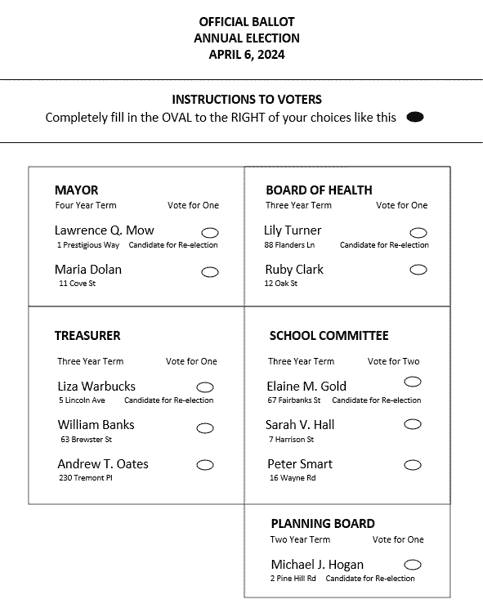 OFFICIAL BALLOT
ANNUAL ELECTION
APRIL 6, 2024
INSTRUCTIONS TO VOTERS
Completely fill in the OVAL to the RIGHT of your choices like this
MAYOR
Four Year Term Vote for One
Lawrence Q. Mow
1 Prestigious Way Candidate for Re-election
Maria Dolan
11 Cove St
BOARD OF HEALTH
Three Year Term Vote for One
Lily Turner
88 Flanders Ln Candidate for Re-election
Ruby Clark
12 Oak St
TREASURER
Three Year Term Vote for One
Liza Warbucks
5 Lincoln Ave Candidate for Re-election
William Banks
63 Brewster St
Andrew T. Oates
230 Tremont Pl
SCHOOL COMMITTEE
Three Year Term Vote for Two
Elaine M. Gold
67 Fairbanks St Candidate for Re-election
Sarah V. Hall
7 Harrison St
Peter Smart
16 Wayne Rd
PLANNING BOARD
Two Year Term Vote for One
Michael J. Hogan
2 Pine Hill Rd Candidate for Re-election